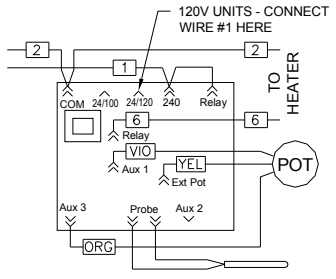 120V UNITS - CONNECT
WIRE #1 HERE
2
2
1
TO
HEATER
COM
24/100
24/120
240
Relay
6
6
Relay
VIO
Aux 1
YEL
Ext Pot
POT
Aux 3
Probe
Aux 2
ORG